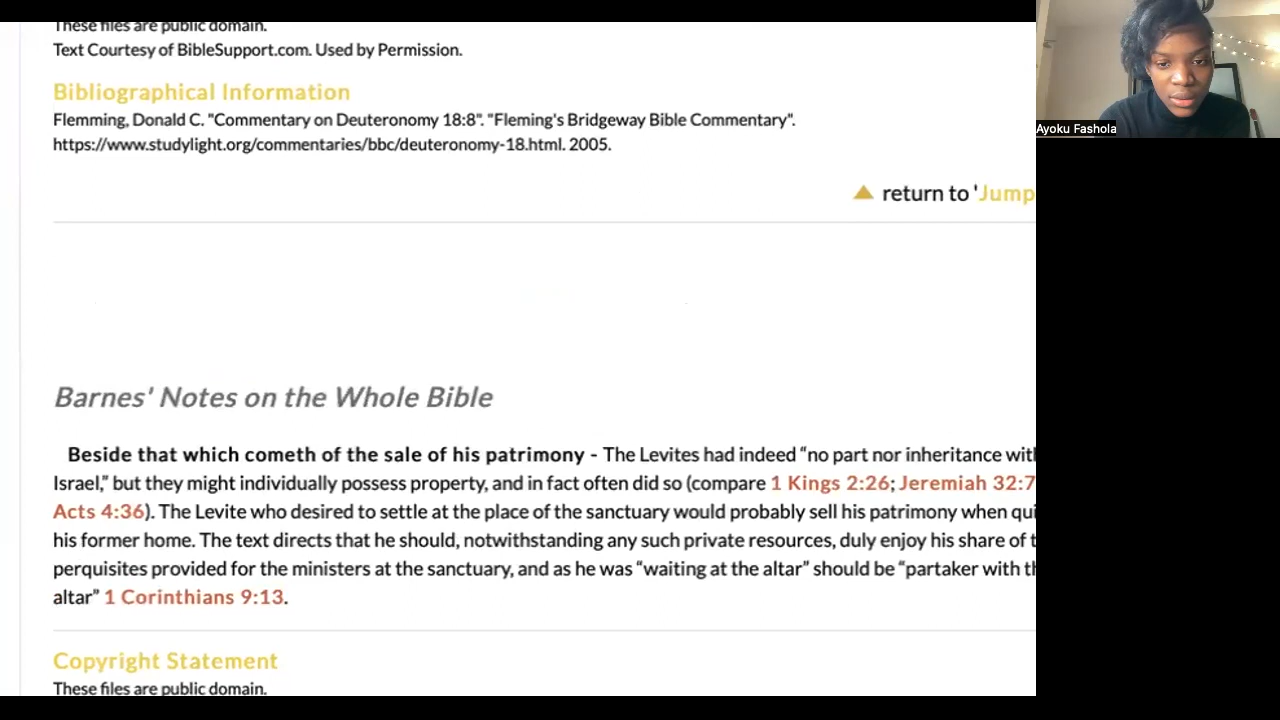 These files are public domain.
Text Courtesy of BibleSupport.com. Used by Permission.
Bibliographical Information
Flemming, Donald C. "Commentary on Deuteronomy 18:8". "Fleming's Bridgeway Bible Commentary".
https://www.studylight.org/commentaries/bbc/deuteronomy-18.html. 2005.
return to 'Jump
Barnes' Notes on the Whole Bible
Beside that which cometh of the sale of his patrimony - The Levites had indeed “no part nor inheritance with
Israel,” but they might individually possess property, and in fact often did so (compare 1 Kings 2:26; Jeremiah 32:7
Acts 4:36). The Levite who desired to settle at the place of the sanctuary would probably sell his patrimony when qui
his former home. The text directs that he should, notwithstanding any such private resources, duly enjoy his share of t
perquisites provided for the ministers at the sanctuary, and as he was “waiting at the altar” should be “partaker with th
altar” 1 Corinthians 9:13.
Copyright Statement
These files are public domain.
Ayoku Fashola